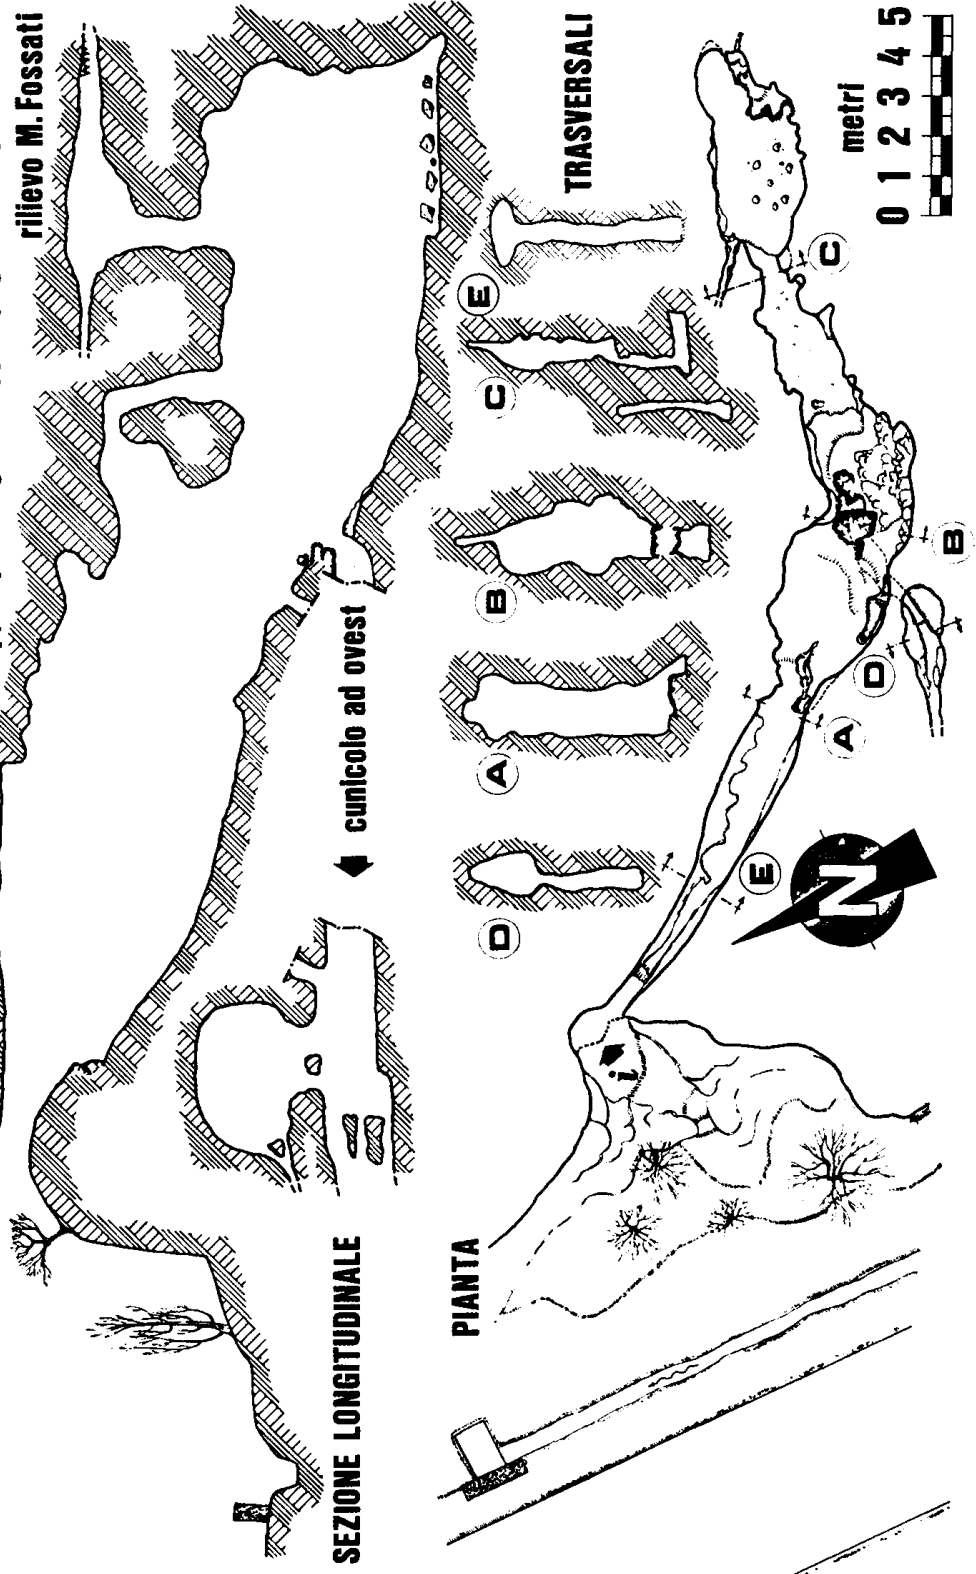 rilievo M. Fossati
SEZIONE LONGITUDINALE
cunicolo ad ovest
TRASVERSALI
D
A
B
C
E
PIANTA
i
E
A
D
B
C
N
metri
0 1 2 3 4 5